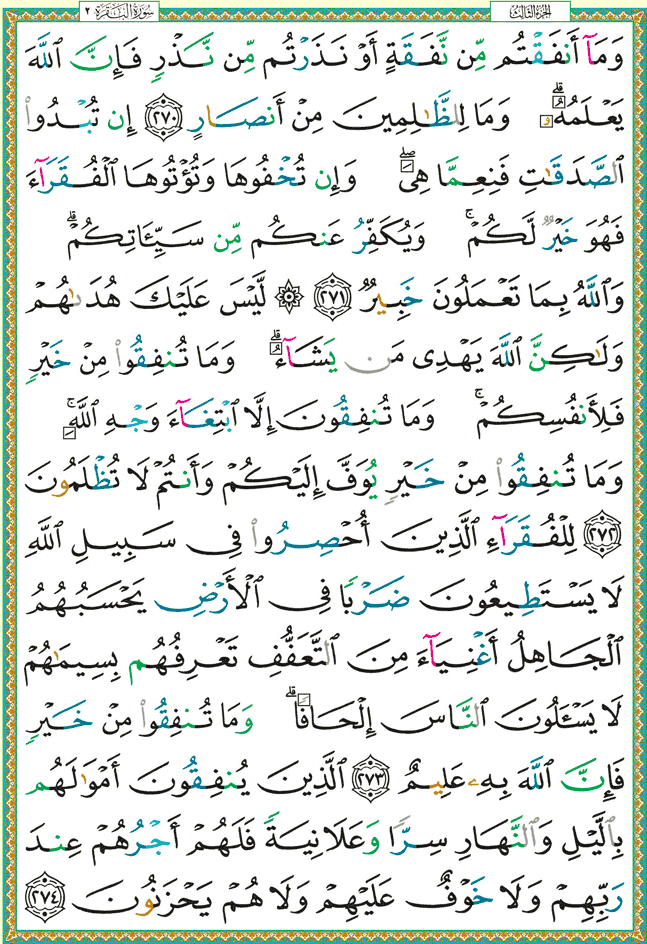 سُورَةُ البَقَرَةِ ٢ الجزء الثالث
وَمَآ أَنفَقْتُم مِّن نَّفَقَةٍ أَوْ نَذَرْتُم مِّن نَّذْرٍ فَإِنَّ ٱللَّهَ
يَعْلَمُهُۥ ۗ وَمَا لِلظَّٰلِمِينَ مِنْ أَنصَارٍ ﴿٢٧٠﴾ إِن تُبْدُوا۟
ٱلصَّدَقَٰتِ فَنِعِمَّا هِىَ ۖ وَإِن تُخْفُوهَا وَتُؤْتُوهَا ٱلْفُقَرَآءَ
فَهُوَ خَيْرٌ لَّكُمْ ۚ وَيُكَفِّرُ عَنكُم مِّن سَيِّـَٔاتِكُمْ ۗ
وَٱللَّهُ بِمَا تَعْمَلُونَ خَبِيرٌ ﴿٢٧١﴾ ۞ لَّيْسَ عَلَيْكَ هُدَىٰهُمْ
وَلَٰكِنَّ ٱللَّهَ يَهْدِى مَن يَشَآءُ ۗ وَمَا تُنفِقُوا۟ مِنْ خَيْرٍ
فَلِأَنفُسِكُمْ ۚ وَمَا تُنفِقُونَ إِلَّا ٱبْتِغَآءَ وَجْهِ ٱللَّهِ ۚ
وَمَا تُنفِقُوا۟ مِنْ خَيْرٍ يُوَفَّ إِلَيْكُمْ وَأَنتُمْ لَا تُظْلَمُونَ
﴿٢٧٢﴾ لِلْفُقَرَآءِ ٱلَّذِينَ أُحْصِرُوا۟ فِى سَبِيلِ ٱللَّهِ
لَا يَسْتَطِيعُونَ ضَرْبًا فِى ٱلْأَرْضِ يَحْسَبُهُمُ
ٱلْجَاهِلُ أَغْنِيَآءَ مِنَ ٱلتَّعَفُّفِ تَعْرِفُهُم بِسِيمَٰهُمْ
لَا يَسْـَٔلُونَ ٱلنَّاسَ إِلْحَافًا ۗ وَمَا تُنفِقُوا۟ مِنْ خَيْرٍ
فَإِنَّ ٱللَّهَ بِهِۦ عَلِيمٌ ﴿٢٧٣﴾ ٱلَّذِينَ يُنفِقُونَ أَمْوَٰلَهُم
بِٱلَّيْلِ وَٱلنَّهَارِ سِرًّا وَعَلَانِيَةً فَلَهُمْ أَجْرُهُمْ عِندَ
رَبِّهِمْ وَلَا خَوْفٌ عَلَيْهِمْ وَلَا هُمْ يَحْزَنُونَ ﴿٢٧٤﴾